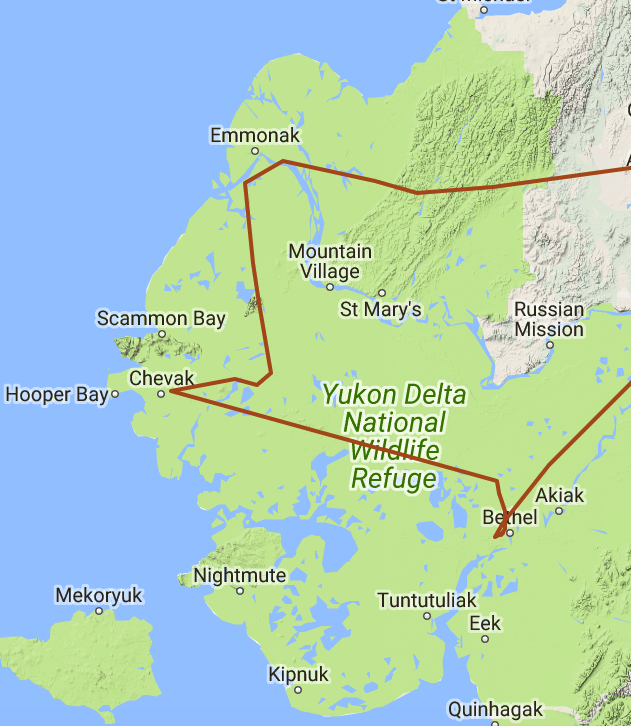 Emmonak
Mountain
Village
St Mary's
Scammon Bay
Russian
Mission
Chevak
Hooper Bay
Yukon Delta
National
Wildlife
Refuge
Akiak
Bethel
Nightmute
Mekoryuk
Tuntutuliak
Eek
Kipnuk
Quinhagak